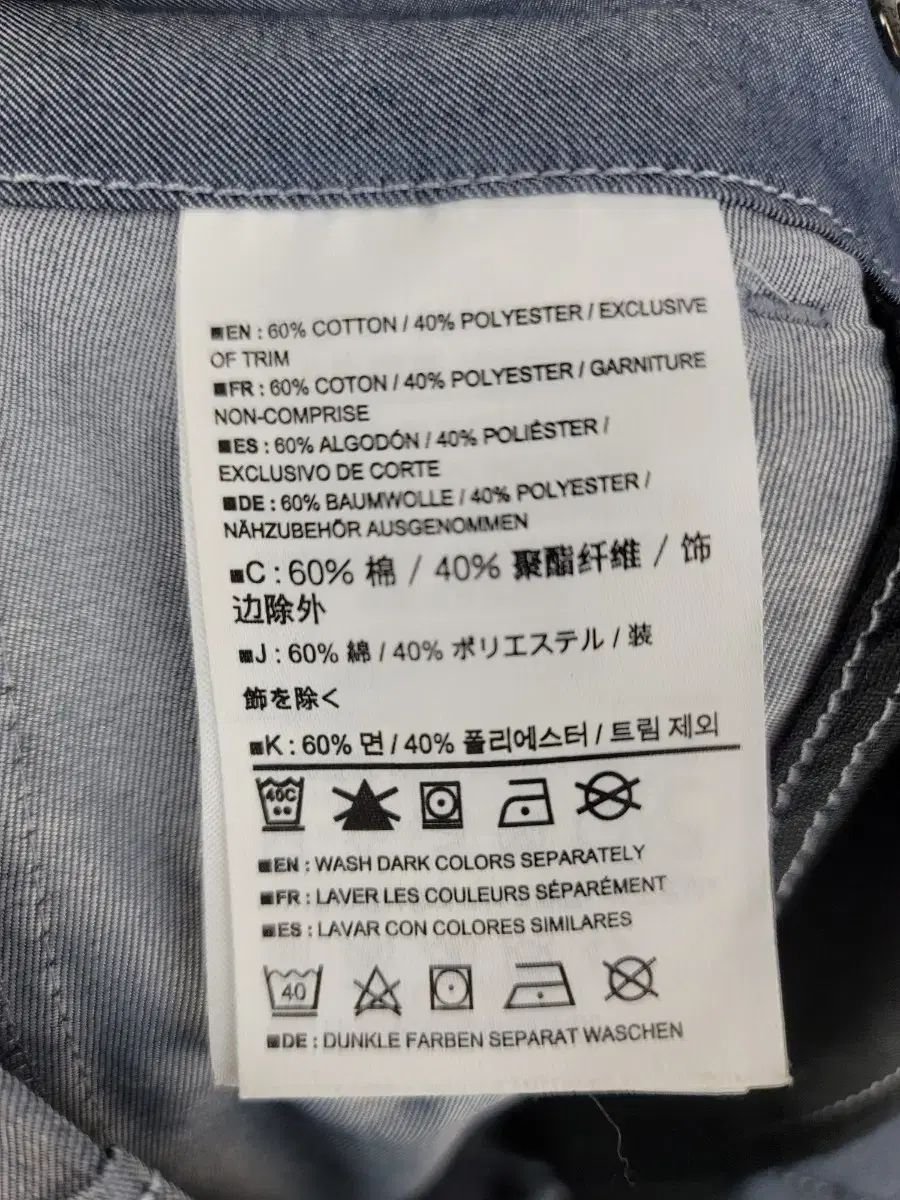 ■EN : 60% COTTON / 40% POLYESTER / EXCLUSIVE
OF TRIM
■FR : 60% COTON / 40% POLYESTER / GARNITURE
NON-COMPRISE
■ES : 60% ALGODÓN / 40% POLIÉSTER /
EXCLUSIVO DE CORTE
■DE : 60% BAUMWOLLE / 40% POLYESTER /
NÄHZUBEHÖR AUSGENOMMEN
■C : 60% 棉 / 40% 聚酯纤维 / 饰
边除外
■J : 60% 綿 / 40% ポリエステル / 装
飾を除く
■K : 60% 면 / 40% 폴리에스터 / 트림 제외
40C
■EN : WASH DARK COLORS SEPARATELY
■FR : LAVER LES COULEURS SÉPARÉMENT
■ES : LAVAR CON COLORES SIMILARES
40
■DE : DUNKLE FARBEN SEPARAT WASCHEN